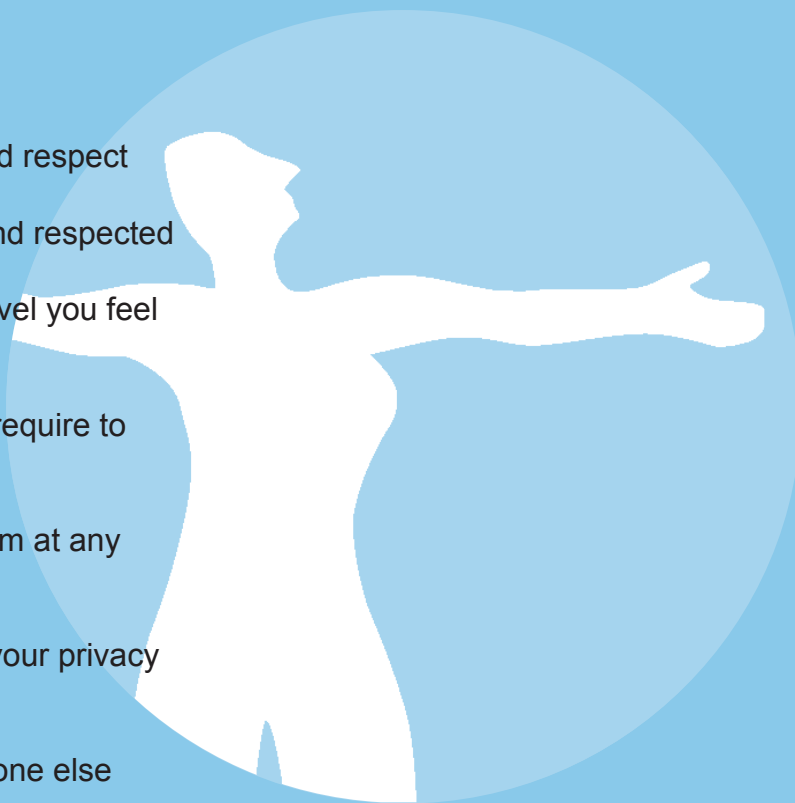 d respect
nd respected
vel you feel
require to
m at any
your privacy
one else